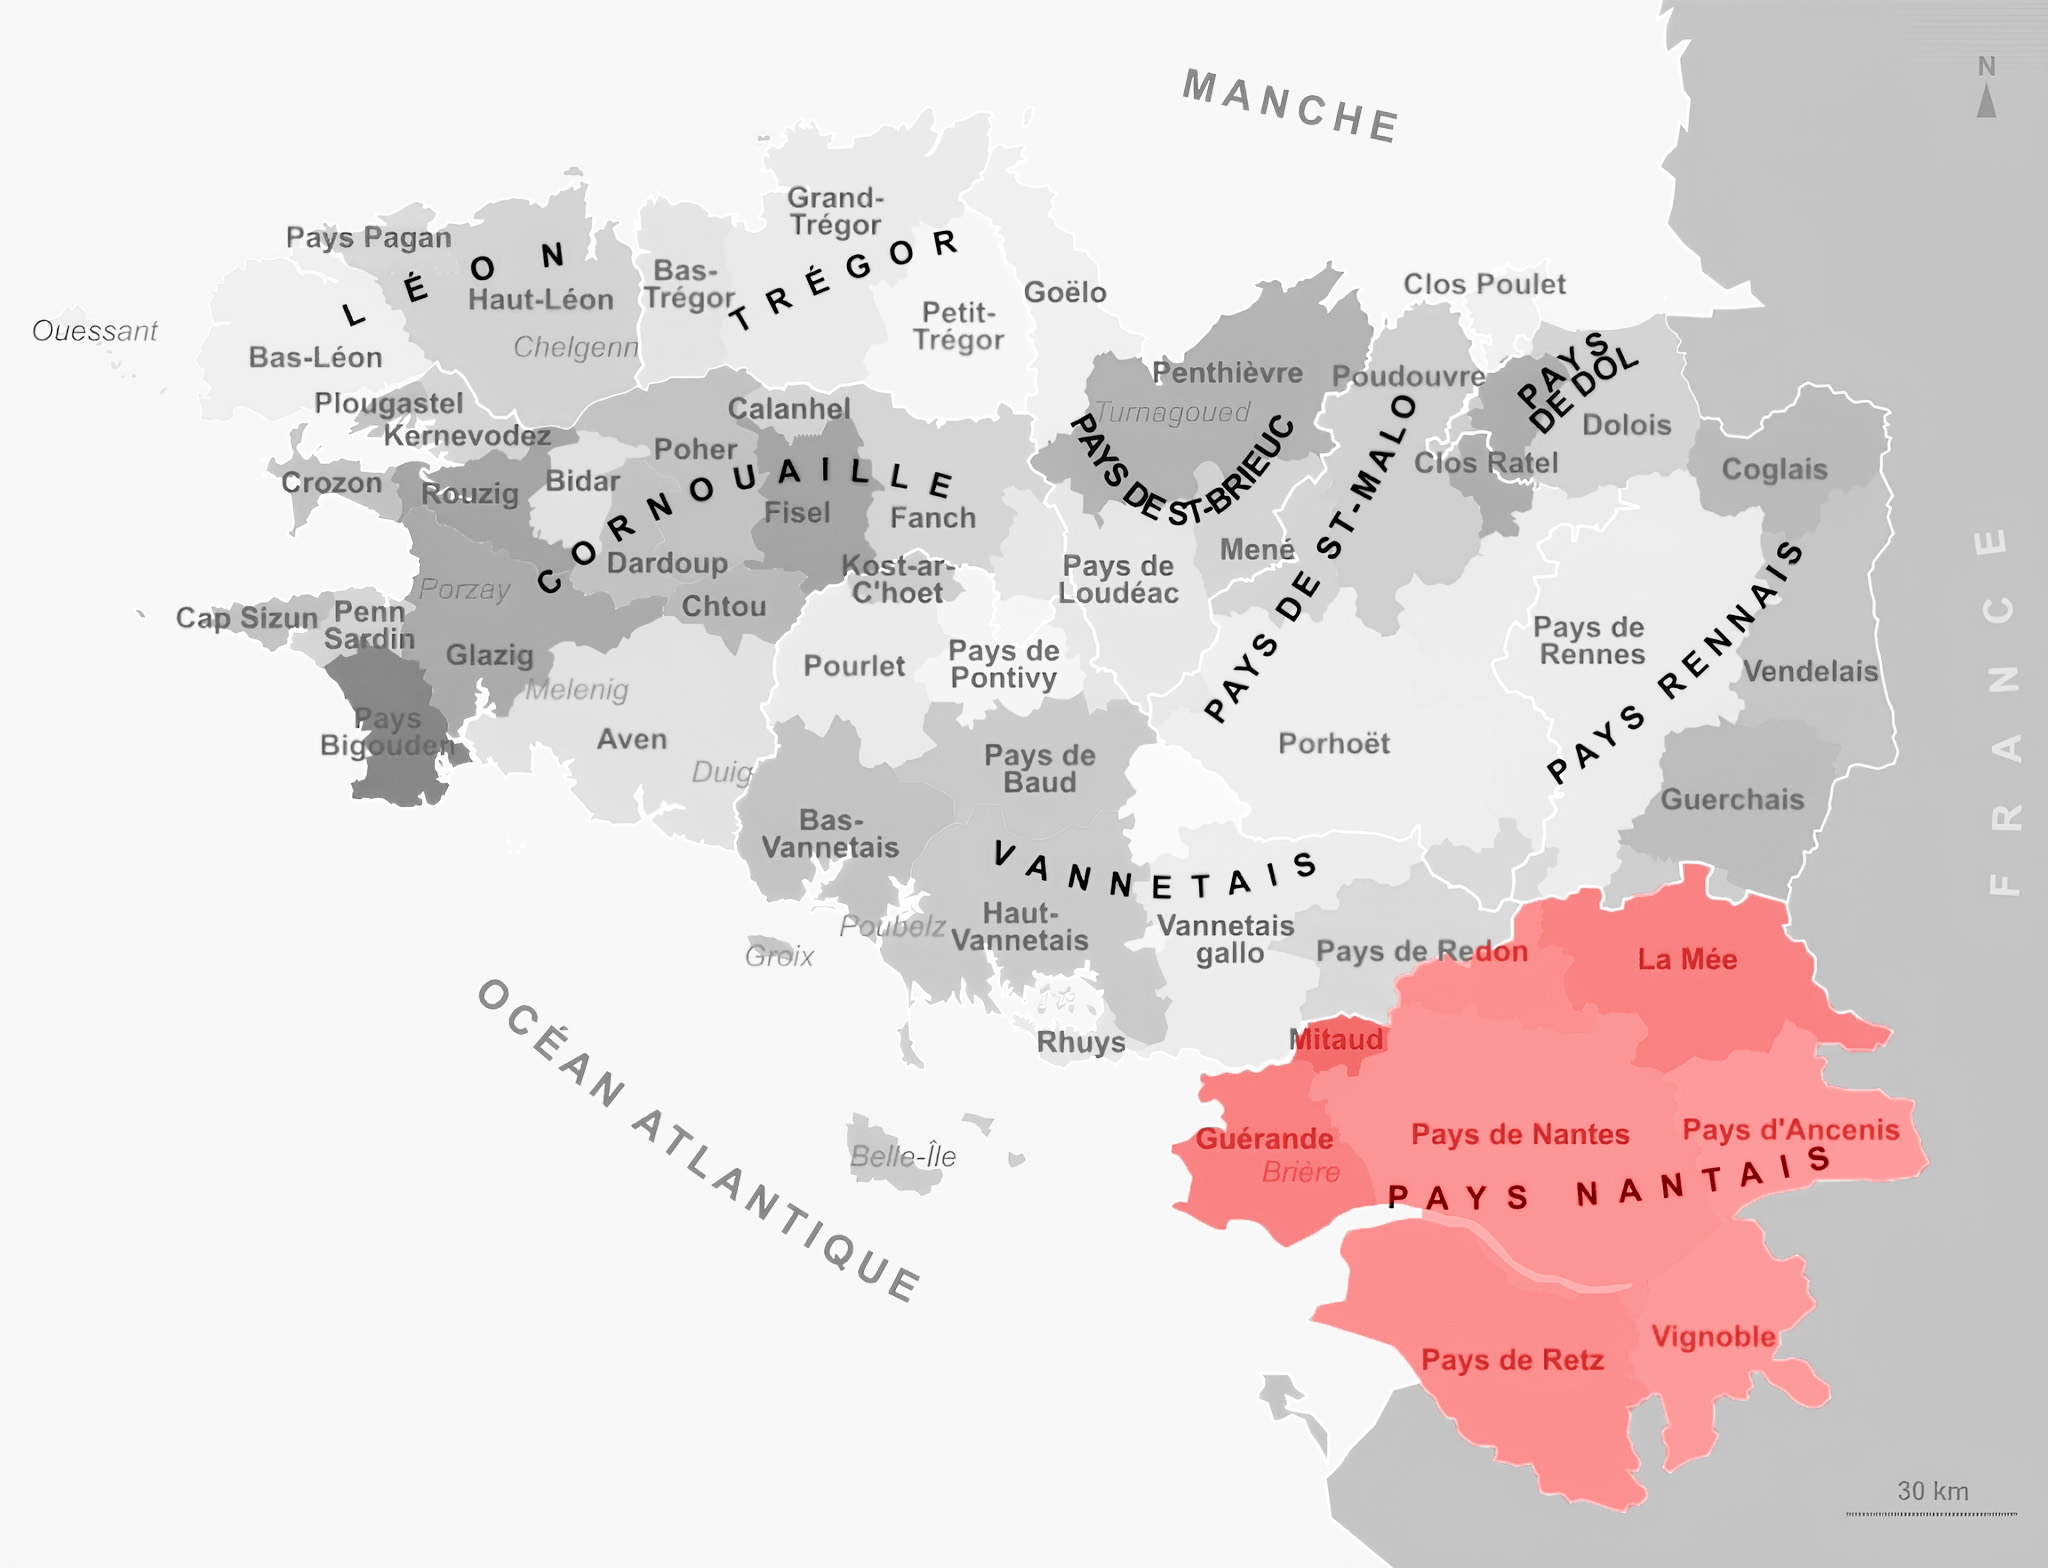 MANCHE
N
Grand-
Trégor
Pays Pagan
LÉON
Haut-Léon
Bas-
Trégor
TRÉGOR
Goëlo
Clos Poulet
Ouessant
Chelgenn
Bas-Léon
Petit-
Trégor
Penthièvre
Poudouvre
PAYS
DE DOL
Plougastel
Calanhel
Turnagoued
Dolois
Kernevodez
Poher
PAYS DE ST-BRIEUC
PAYS DE ST-MALO
Clos Ratel
Coglais
Crozon
Rouzig
Bidar
CORNOUAILLE
Fisel
Fanch
Mené
Porzay
Dardoup
Kost-ar-
C'hoet
Pays de
Loudéac
FRANCE
Cap Sizun
Penn
Sardin
Chtou
Pays de
Rennes
PAYS RENNAIS
Glazig
Pourlet
Pays de
Pontivy
Vendelais
Melenig
Pays
Bigouden
Aven
Duig
Pays de
Baud
Porhoët
Guerchais
Bas-
Vannetais
VANNETAIS
Poubelz
Haut-
Vannetais
Vannetais
gallo
Pays de Redon
La Mée
Groix
OCÉAN ATLANTIQUE
Rhuys
Mitaud
Guérande
Brière
Pays de Nantes
Pays d'Ancenis
Belle-Île
PAYS NANTAIS
Pays de Retz
Vignoble
30 km